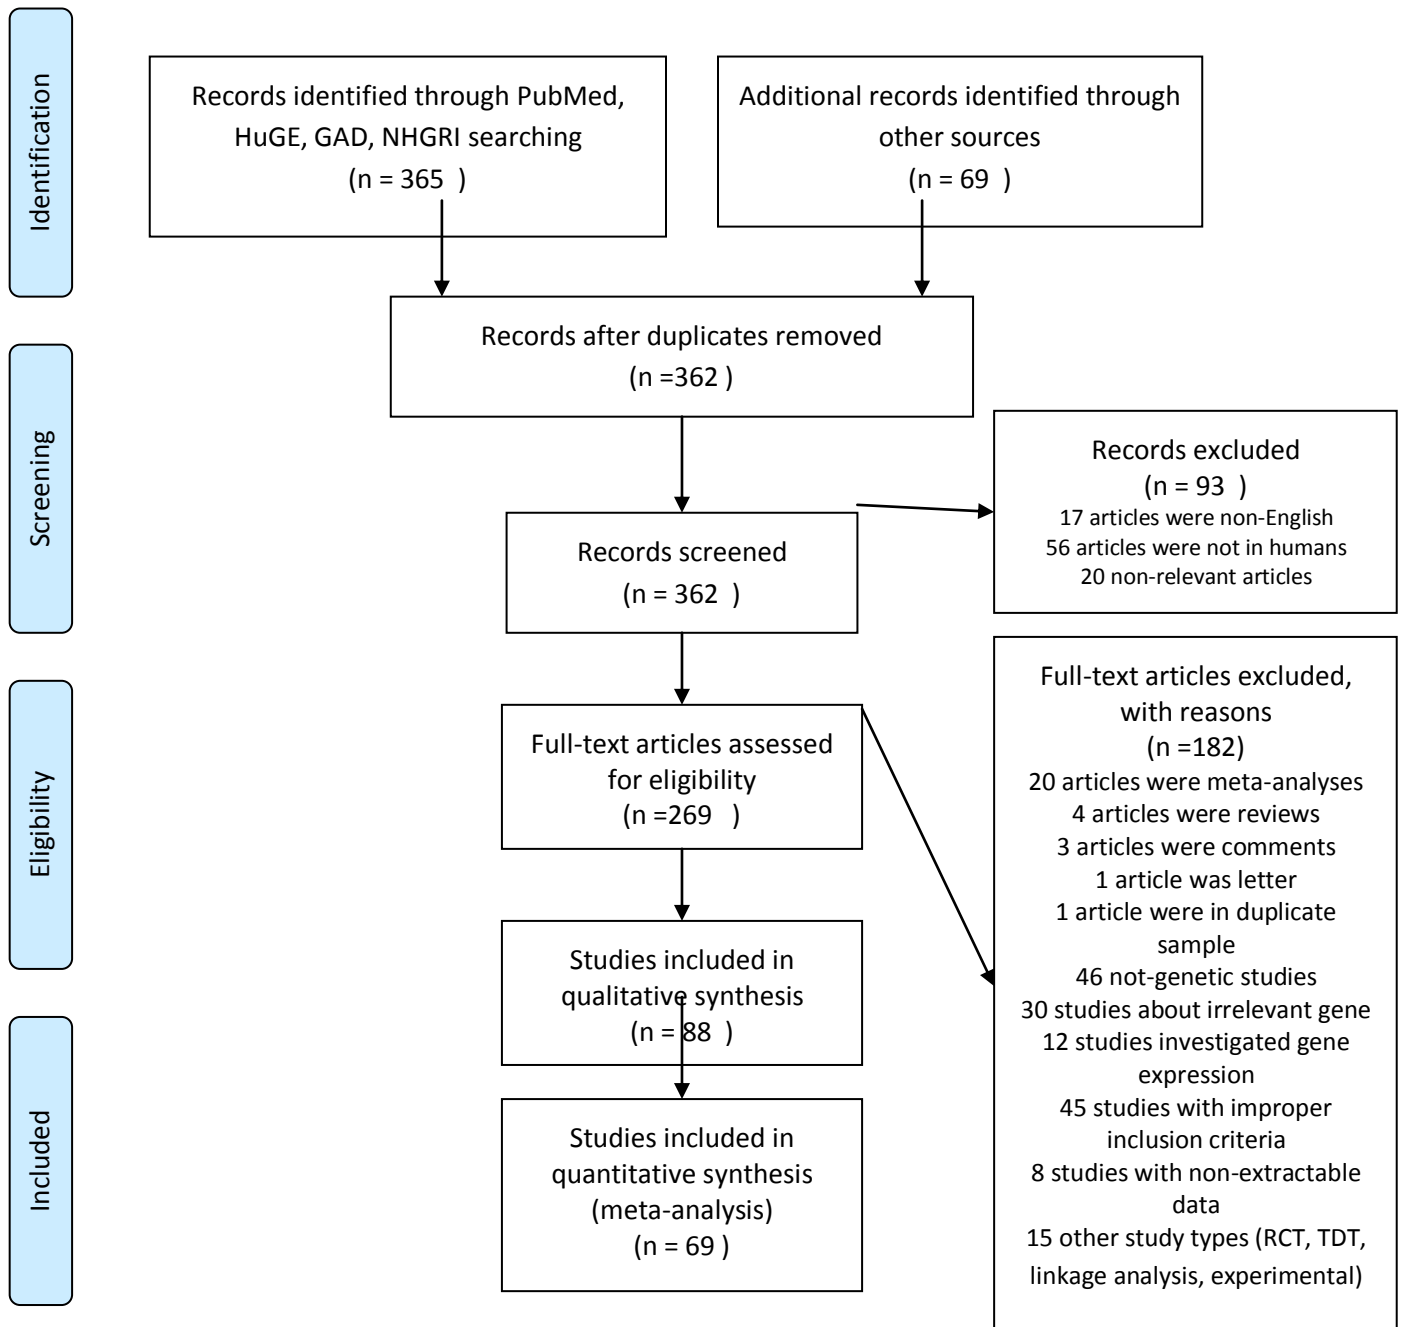 Identification
Records identified through PubMed,
HuGE, GAD, NHGRI searching
(n = 365 )
Additional records identified through
other sources
(n = 69 )
Records after duplicates removed
(n =362 )
Screening
Records screened
(n = 362 )
Records excluded
(n = 93 )
17 articles were non-English
56 articles were not in humans
20 non-relevant articles
Eligibility
Full-text articles assessed
for eligibility
(n =269 )
Full-text articles excluded,
with reasons
(n =182)
20 articles were meta-analyses
4 articles were reviews
3 articles were comments
1 article was letter
1 article were in duplicate
sample
46 not-genetic studies
30 studies about irrelevant gene
12 studies investigated gene
expression
45 studies with improper
inclusion criteria
8 studies with non-extractable
data
15 other study types (RCT, TDT,
linkage analysis, experimental)
Studies included in
qualitative synthesis
(n = 88 )
Included
Studies included in
quantitative synthesis
(meta-analysis)
(n = 69 )